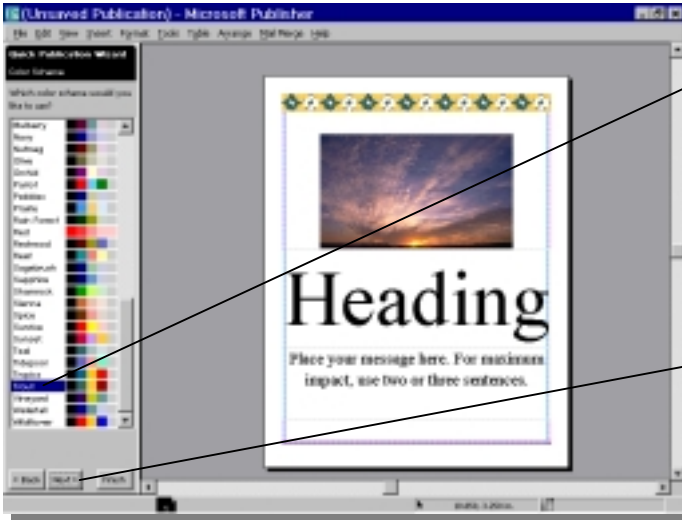 (Unsaved Publication) - Microsoft Publisher
File Edit View Insert Format Tools Table Arrange Mail Merge Help
Quick Publication Wizard
Color Scheme
Which color scheme would you
like to use?
Mulberry
Navy
Nutmeg
Olive
Orchid
Parrot
Pebbles
Prairie
Rain Forest
Red
Redwood
Reef
Sagebrush
Sapphire
Shamrock
Sienna
Spice
Sunrise
Sunset
Teal
Tidepool
Tropics
Trout
Vineyard
Waterfall
Wildflower
< Back Next > Finish
Heading
Place your message here. For maximum
impact, use two or three sentences.